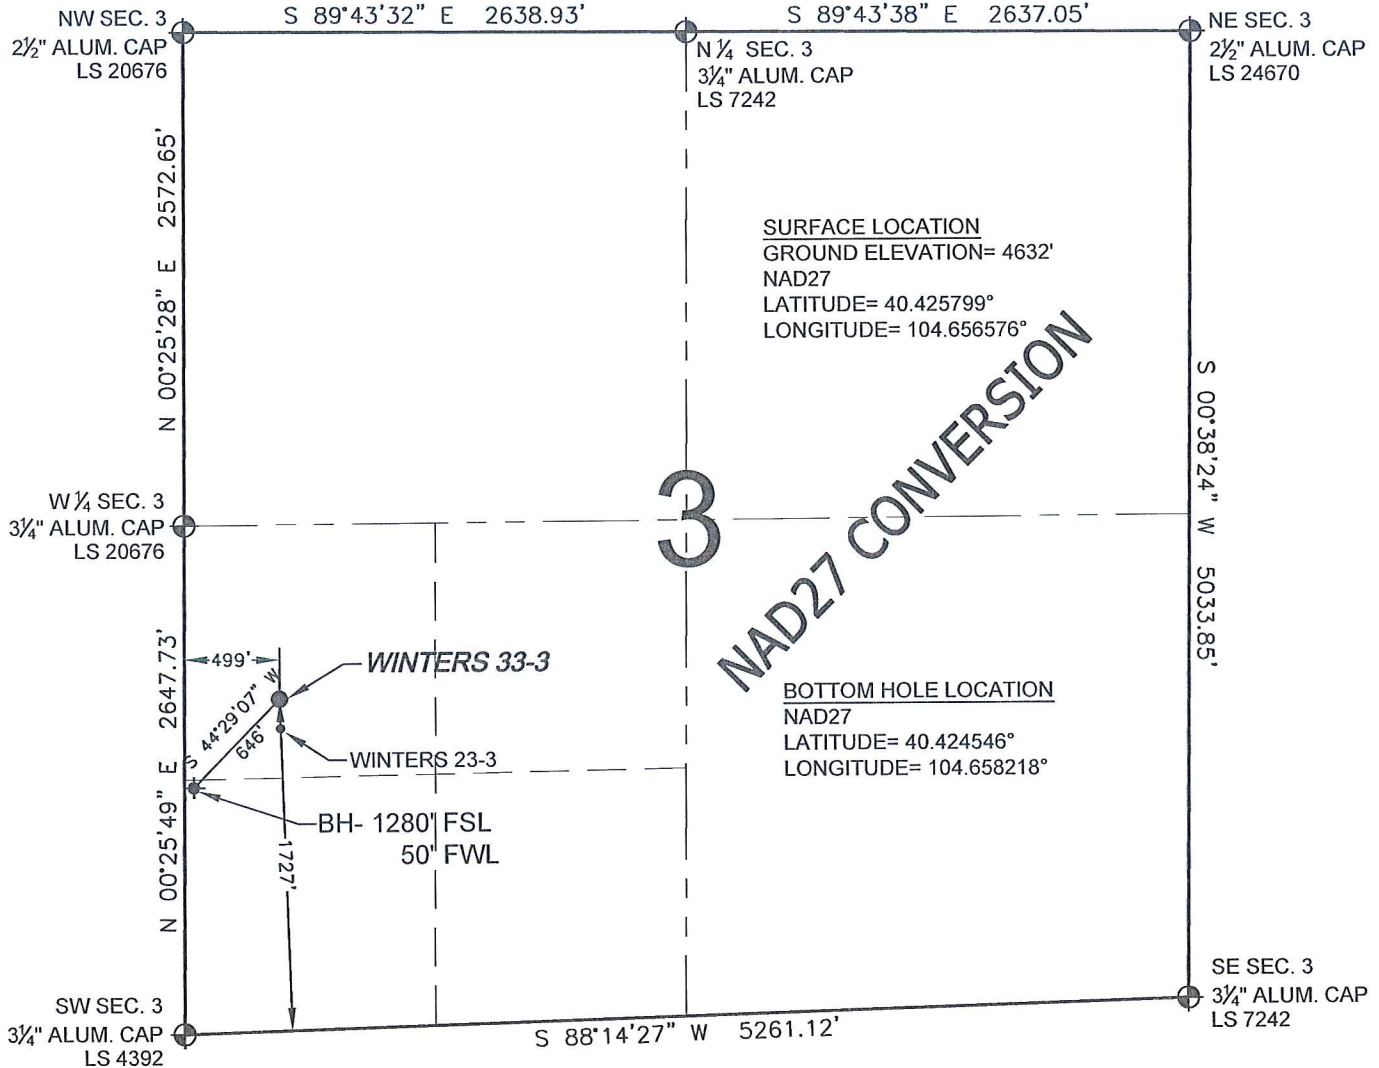 S 89°43'32" E 2638.93'
S 89°43'38" E 2637.05'
NW SEC. 3
2½" ALUM. CAP
LS 20676
N ¼ SEC. 3
3¼" ALUM. CAP
LS 7242
NE SEC. 3
2½" ALUM. CAP
LS 24670
N 00°25'28" E 2572.65'
SURFACE LOCATION
GROUND ELEVATION= 4632'
NAD27
LATITUDE= 40.425799°
LONGITUDE= 104.656576°
NAD27 CONVERSION
S 00°38'24" W 5033.85'
3
W ¼ SEC. 3
3¼" ALUM. CAP
LS 20676
N 00°25'49" E 2647.73'
499'
WINTERS 33-3
S 44°29'07" W
646'
WINTERS 23-3
BH- 1280' FSL
50' FWL
1727'
BOTTOM HOLE LOCATION
NAD27
LATITUDE= 40.424546°
LONGITUDE= 104.658218°
SW SEC. 3
3¼" ALUM. CAP
LS 4392
S 88°14'27" W 5261.12'
SE SEC. 3
3¼" ALUM. CAP
LS 7242